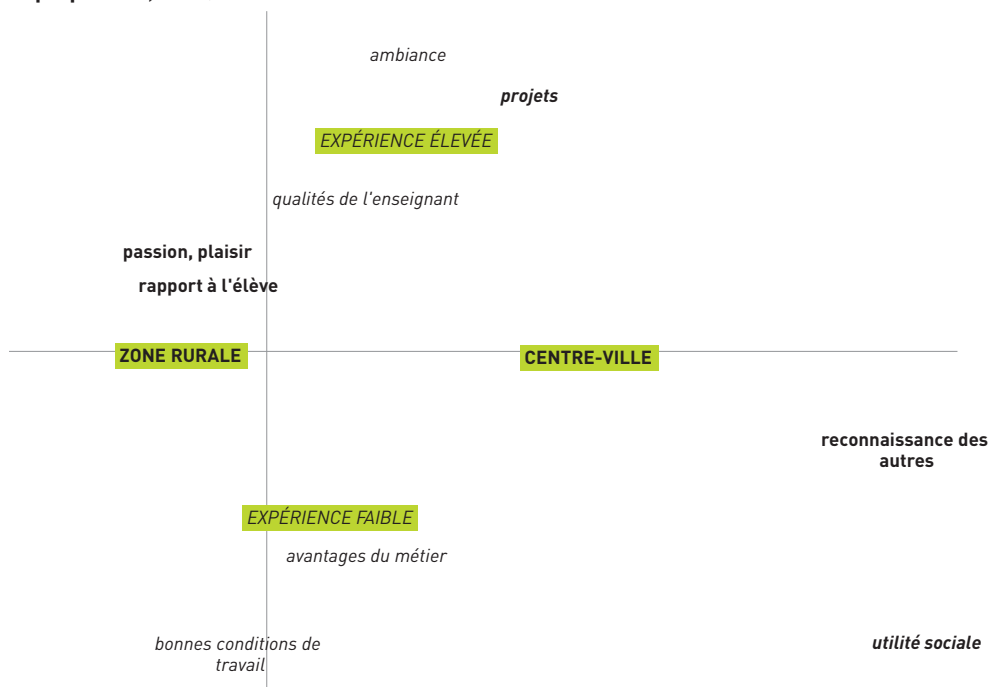 ambiance
projets
EXPÉRIENCE ÉLEVÉE
qualités de l'enseignant
passion, plaisir
rapport à l'élève
ZONE RURALE
CENTRE-VILLE
reconnaissance des
autres
EXPÉRIENCE FAIBLE
avantages du métier
bonnes conditions de
travail
utilité sociale